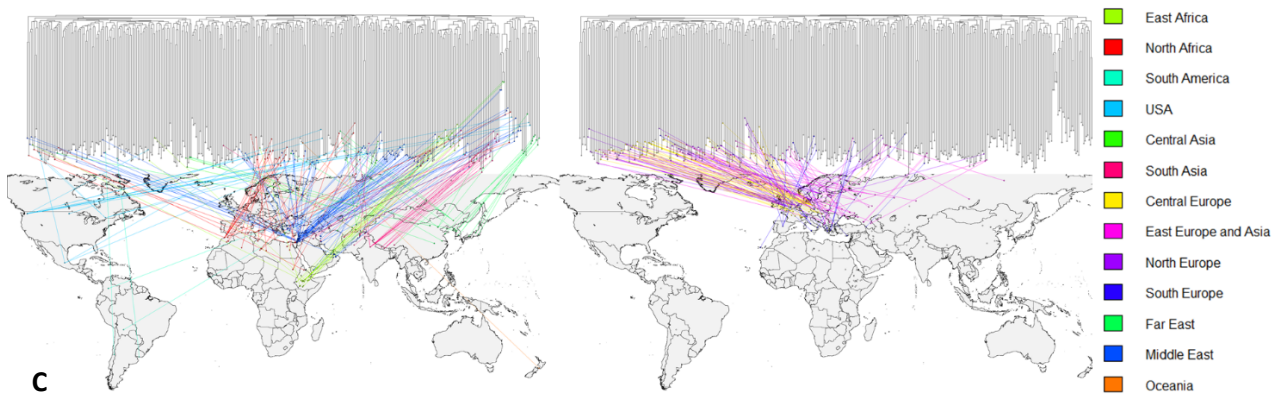 East Africa
North Africa
South America
USA
Central Asia
South Asia
Central Europe
East Europe and Asia
North Europe
South Europe
Far East
Middle East
Oceania
C